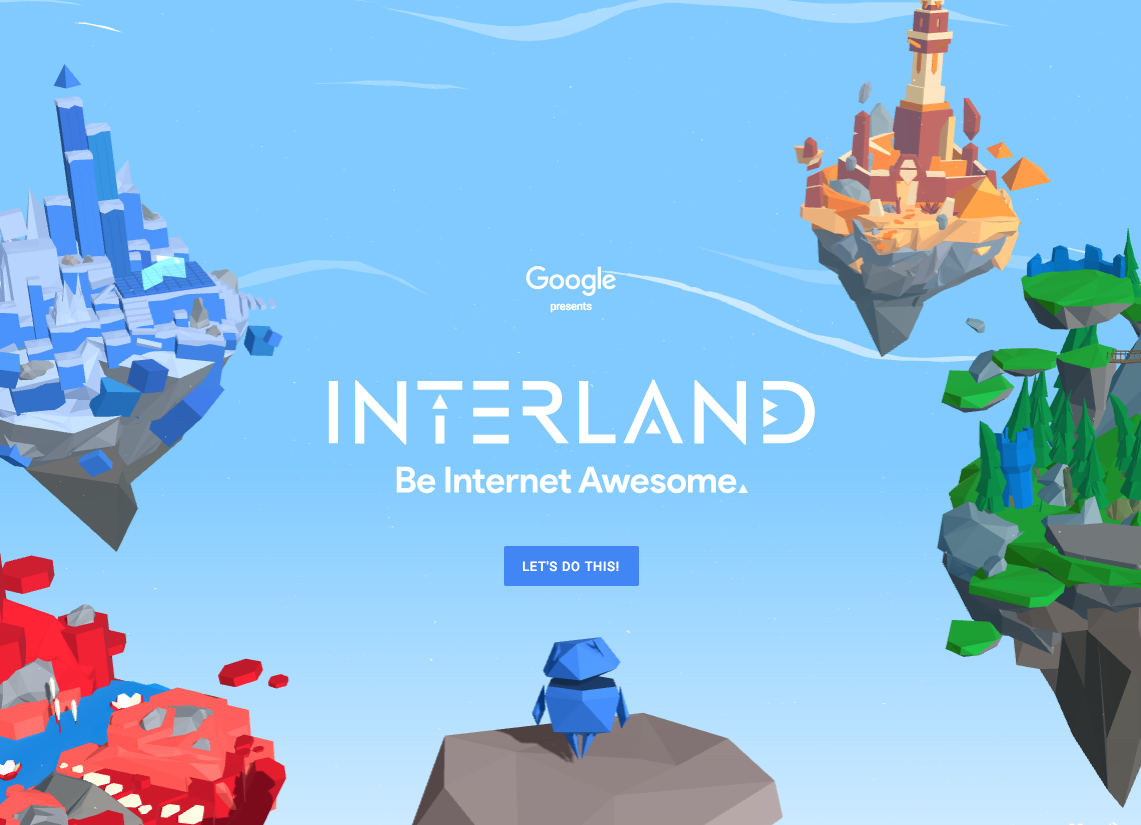 Google
presents
INTERLAND
Be Internet Awesome.
LET'S DO THIS!